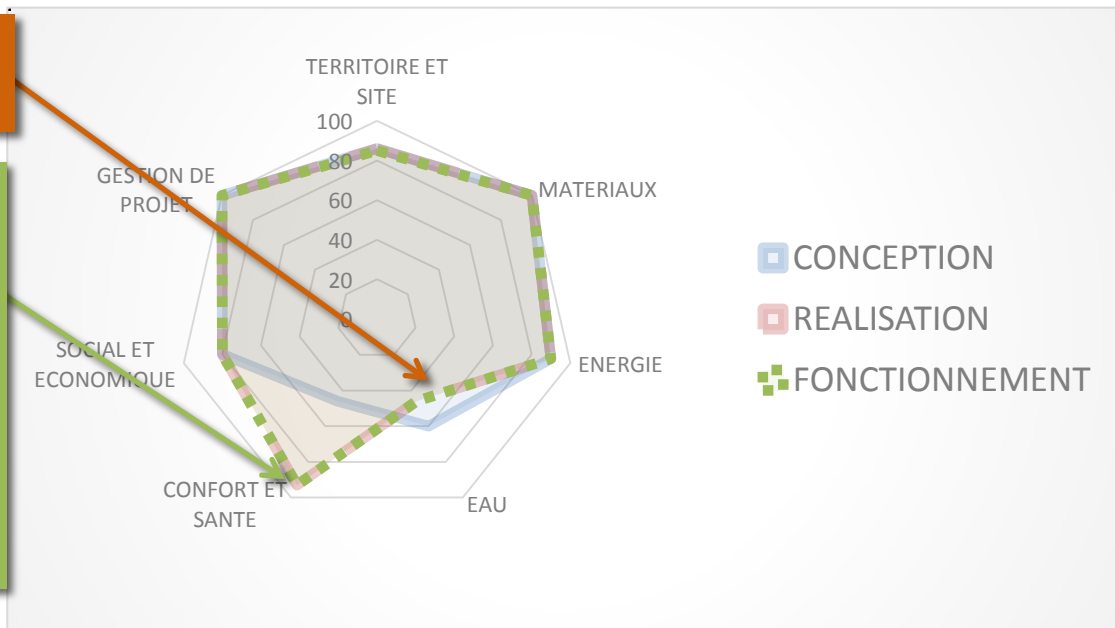 TERRITOIRE ET
SITE
100
80
60
40
20
0
MATERIAUX
ENERGIE
EAU
CONFORT ET
SANTE
SOCIAL ET
ECONOMIQUE
GESTION DE
PROJET
CONCEPTION
REALISATION
FONCTIONNEMENT